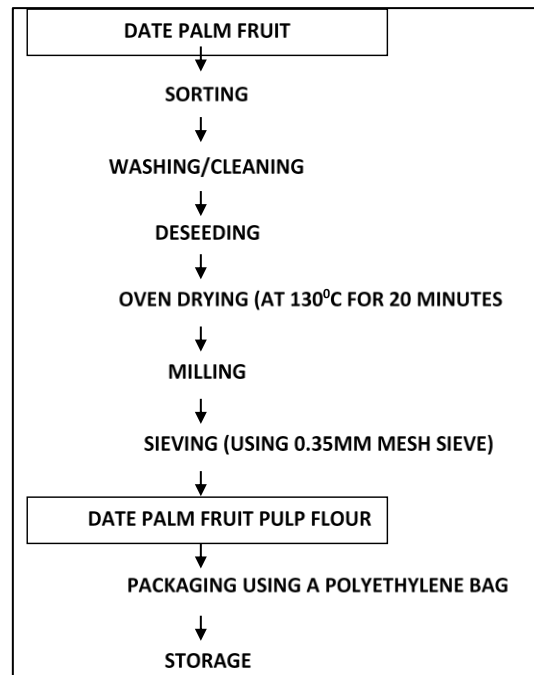 DATE PALM FRUIT
SORTING
WASHING/CLEANING
DESEEDING
OVEN DRYING (AT 130⁰C FOR 20 MINUTES
MILLING
SIEVING (USING 0.35MM MESH SIEVE)
DATE PALM FRUIT PULP FLOUR
PACKAGING USING A POLYETHYLENE BAG
STORAGE